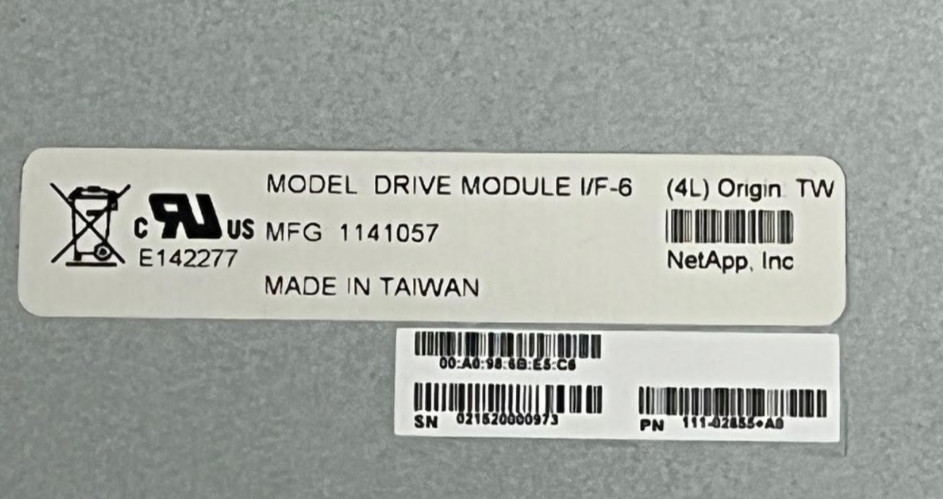 MODEL DRIVE MODULE I/F-6
(4L) Origin: TW
C RU US
MFG 1141057
E142277
NetApp, Inc
MADE IN TAIWAN
00:A0:98:6B:E5:C6
SN 021520000973
PN 111-02855+A0